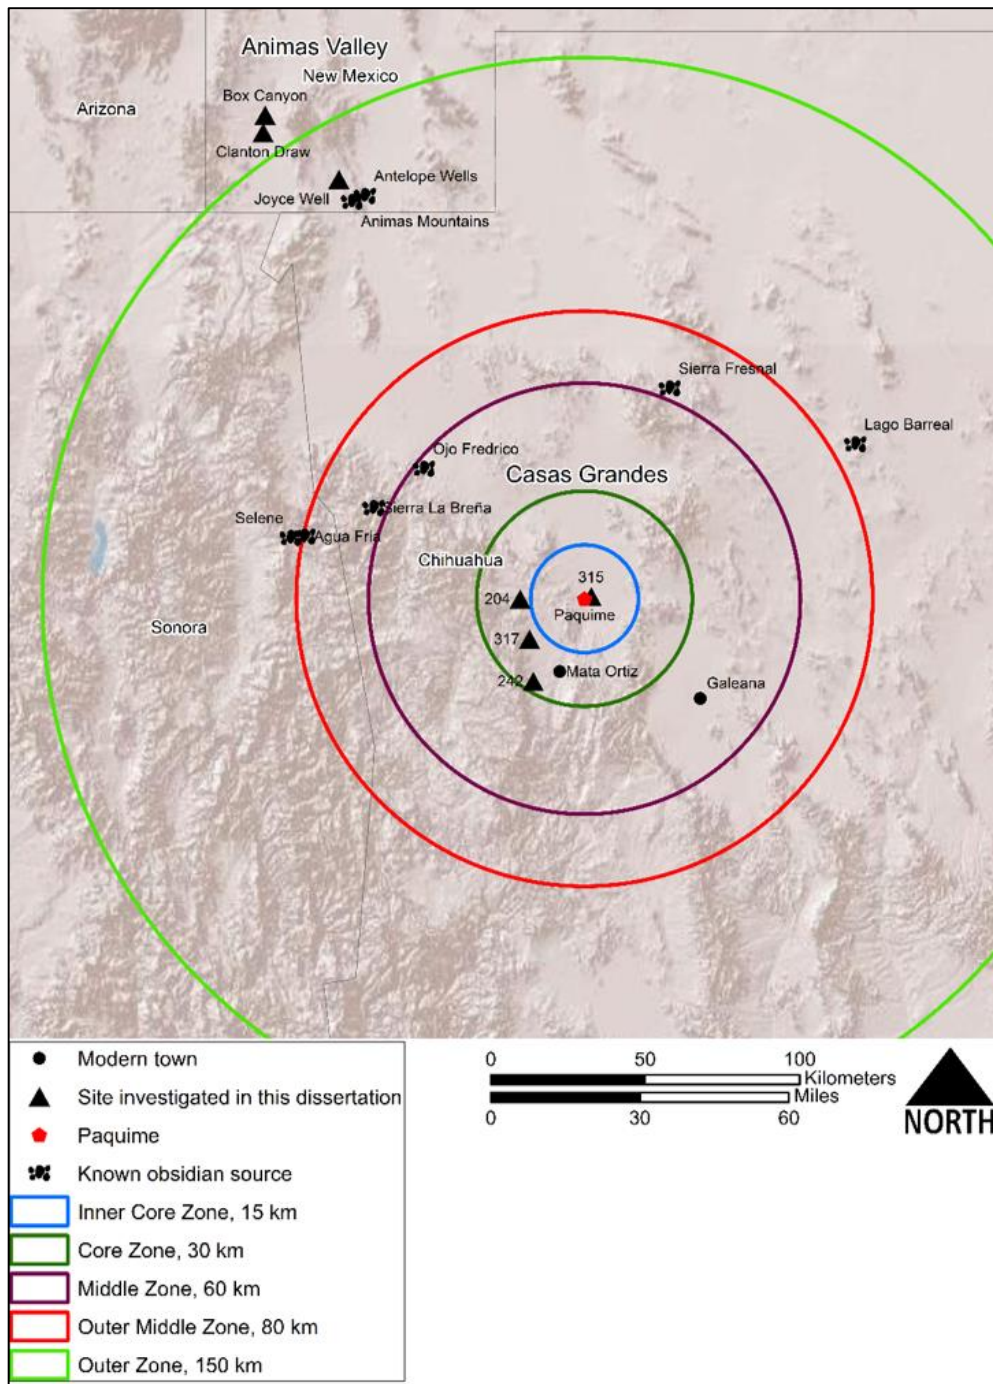 Animas Valley
New Mexico
Box Canyon
Arizona
Clanton Draw
Antelope Wells
Joyce Well
Animas Mountains
Sierra Fresnal
Lago Barreal
Ojo Fredrico
Casas Grandes
Sierra La Breña
Selene
Agua Fria
Chihuahua
315
204
Paquime
Sonora
317
Mata Ortiz
242
Galeana
Modern town
Site investigated in this dissertation
Paquime
Known obsidian source
Inner Core Zone, 15 km
Core Zone, 30 km
Middle Zone, 60 km
Outer Middle Zone, 80 km
Outer Zone, 150 km
0 50 100
Kilometers
Miles
0 30 60
NORTH